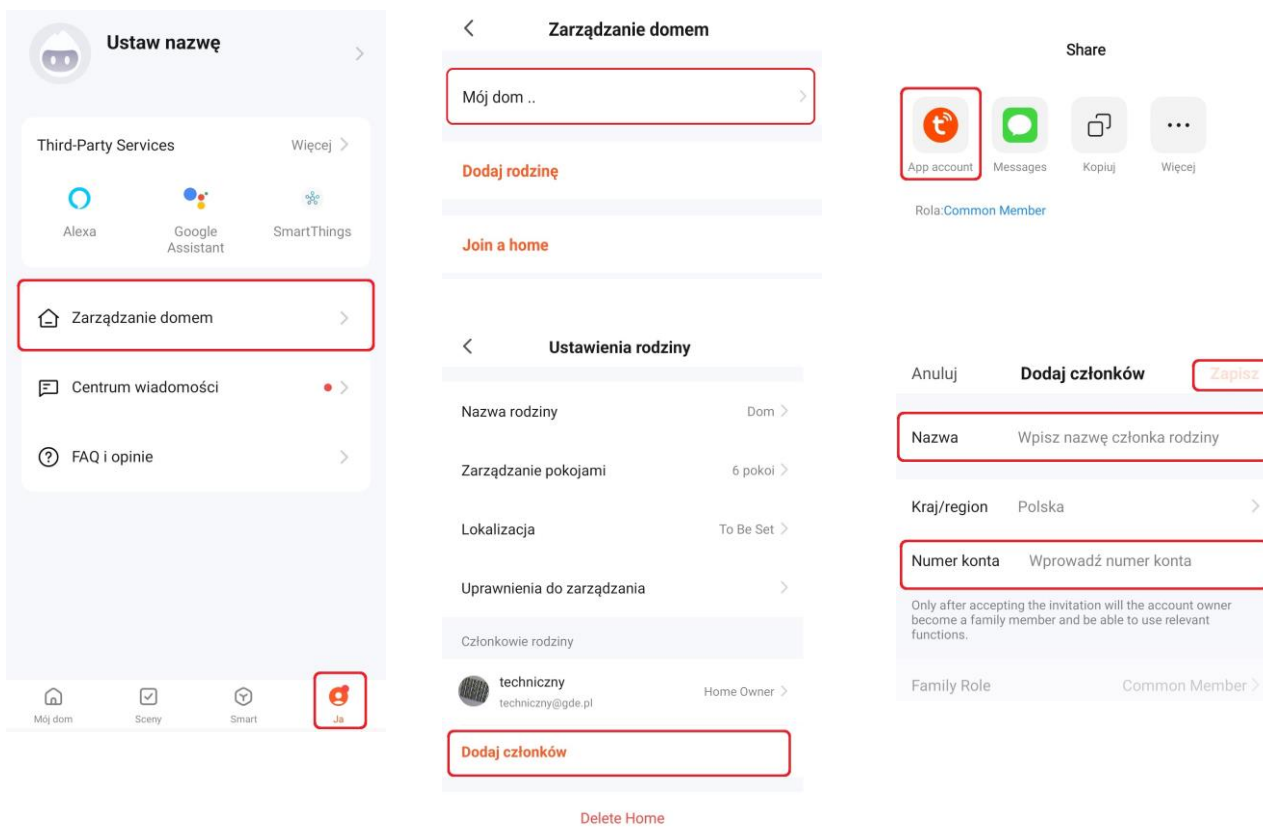 Ustaw nazwę
Third-Party Services
Więcej
Alexa
Google
Assistant
SmartThings
Zarządzanie domem
Centrum wiadomości
FAQ i opinie
Mój dom
Sceny
Smart
Ja
Zarządzanie domem
Mój dom ..
Dodaj rodzinę
Join a home
Ustawienia rodziny
Nazwa rodziny
Dom
Zarządzanie pokojami
6 pokoi
Lokalizacja
To Be Set
Uprawnienia do zarządzania
Członkowie rodziny
techniczny
techniczny@gde.pl
Home Owner
Dodaj członków
Delete Home
Share
App account
Messages
Kopiuj
Więcej
Rola:Common Member
Anuluj
Dodaj członków
Zapisz
Nazwa
Wpisz nazwę członka rodziny
Kraj/region
Polska
Numer konta
Wprowadź numer konta
Only after accepting the invitation will the account owner
become a family member and be able to use relevant
functions.
Family Role
Common Member